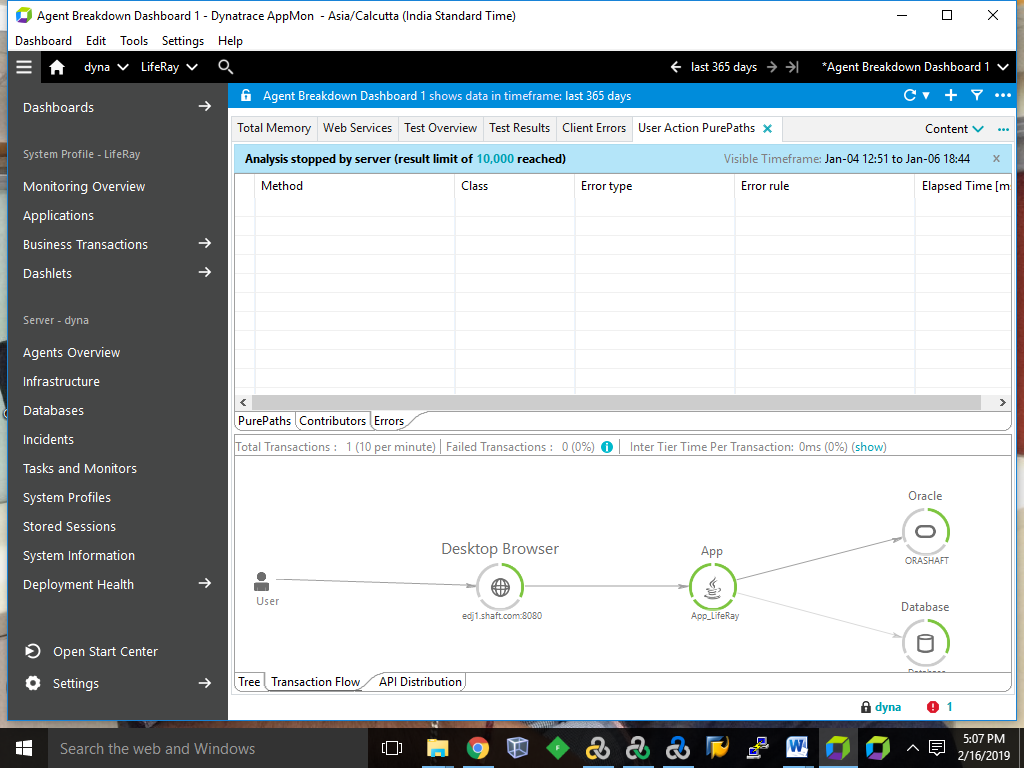 Agent Breakdown Dashboard 1 - Dynatrace AppMon - Asia/Calcutta (India Standard Time)
Dashboard Edit Tools Settings Help
dyna LifeRay last 365 days *Agent Breakdown Dashboard 1
Agent Breakdown Dashboard 1 shows data in timeframe: last 365 days
Total Memory Web Services Test Overview Test Results Client Errors User Action PurePaths Content
Analysis stopped by server (result limit of 10,000 reached) Visible Timeframe: Jan-04 12:51 to Jan-06 18:44
Method Class Error type Error rule Elapsed Time [m
PurePaths Contributors Errors
Total Transactions : 1 (10 per minute) Failed Transactions : 0 (0%) Inter Tier Time Per Transaction: 0ms (0%) (show)
Oracle
ORASHAFT
Desktop Browser
edj1.shaft.com:8080
App
App_LifeRay
User
Database
Database
Tree Transaction Flow API Distribution
dyna 1
Dashboards
System Profile - LifeRay
Monitoring Overview
Applications
Business Transactions
Dashlets
Server - dyna
Agents Overview
Infrastructure
Databases
Incidents
Tasks and Monitors
System Profiles
Stored Sessions
System Information
Deployment Health
Open Start Center
Settings
Search the web and Windows
5:07 PM
2/16/2019